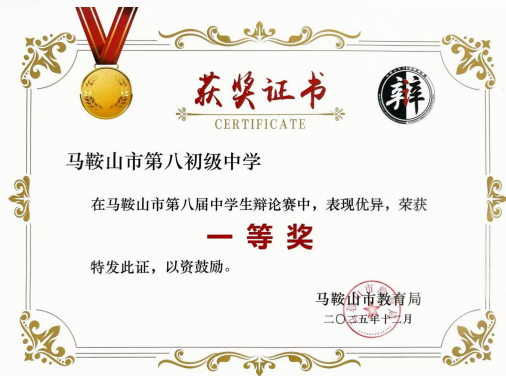 获奖证书
CERTIFICATE
辩
马鞍山市第八初级中学
在马鞍山市第八届中学生辩论赛中，表现优异，荣获
一等奖
特发此证，以资鼓励。
马鞍山市教育局
二〇二五年十二月